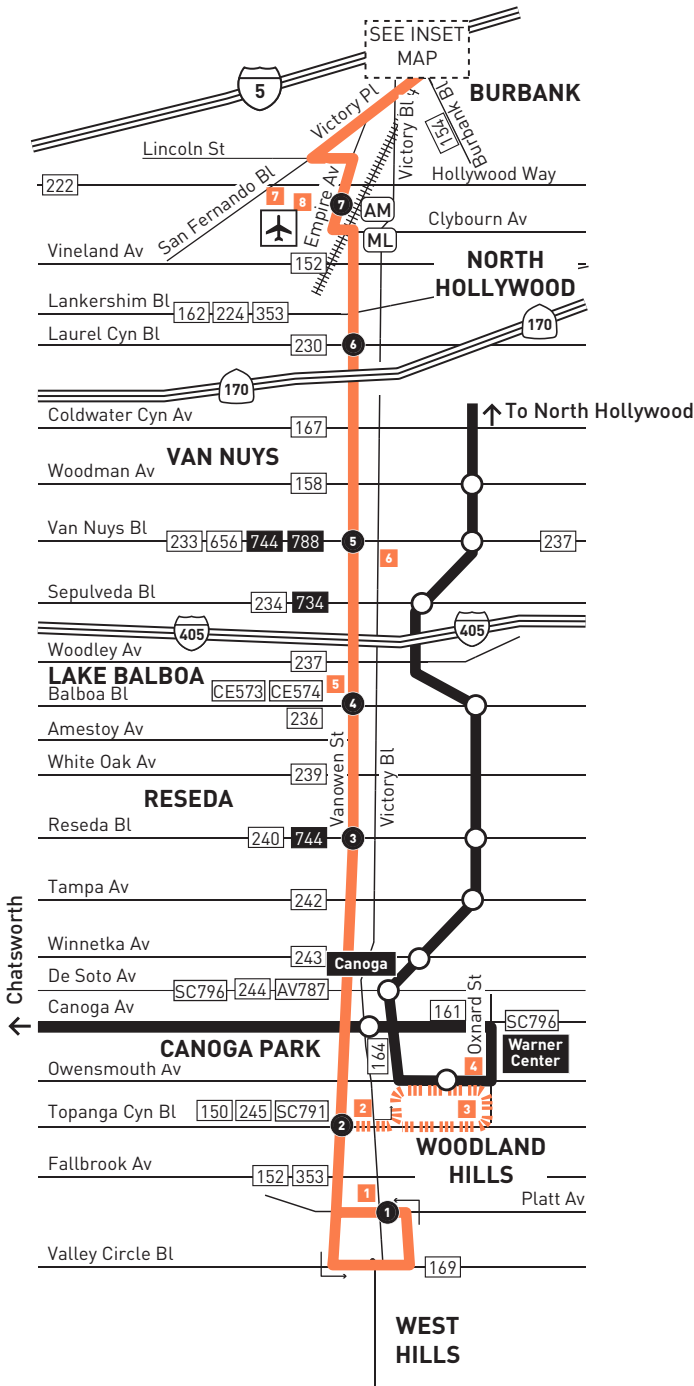 SEE INSET
MAP
5
BURBANK
Victory Pl
Victory Bl
154
Burbank Bl
Lincoln St
222
Hollywood Way
San Fernando Bl
7
8
Empire Av
7
AM
Clybourn Av
ML
Vineland Av
152
NORTH
HOLLYWOOD
Lankershim Bl
162 224 353
Laurel Cyn Bl
230
6
170
170
Coldwater Cyn Av
167
To North Hollywood
VAN NUYS
Woodman Av
158
Van Nuys Bl
233 656 744 788
5
237
6
Sepulveda Bl
234 734
405
405
Woodley Av
237
LAKE BALBOA
Balboa Bl
CE573 CE574
5
4
236
Amestoy Av
White Oak Av
239
Vanowen St
Victory Bl
RESEDA
Reseda Bl
240 744
3
Tampa Av
242
Winnetka Av
243
Canoga
De Soto Av
SC796 244 AV787
Chatsworth
Canoga Av
161
Oxnard St
SC796
Warner
Center
CANOGA PARK
164
Owensmouth Av
4
Topanga Cyn Bl
150 245 SC791
2
2
3
WOODLAND
HILLS
Fallbrook Av
152 353
1
1
Platt Av
Valley Circle Bl
169
WEST
HILLS